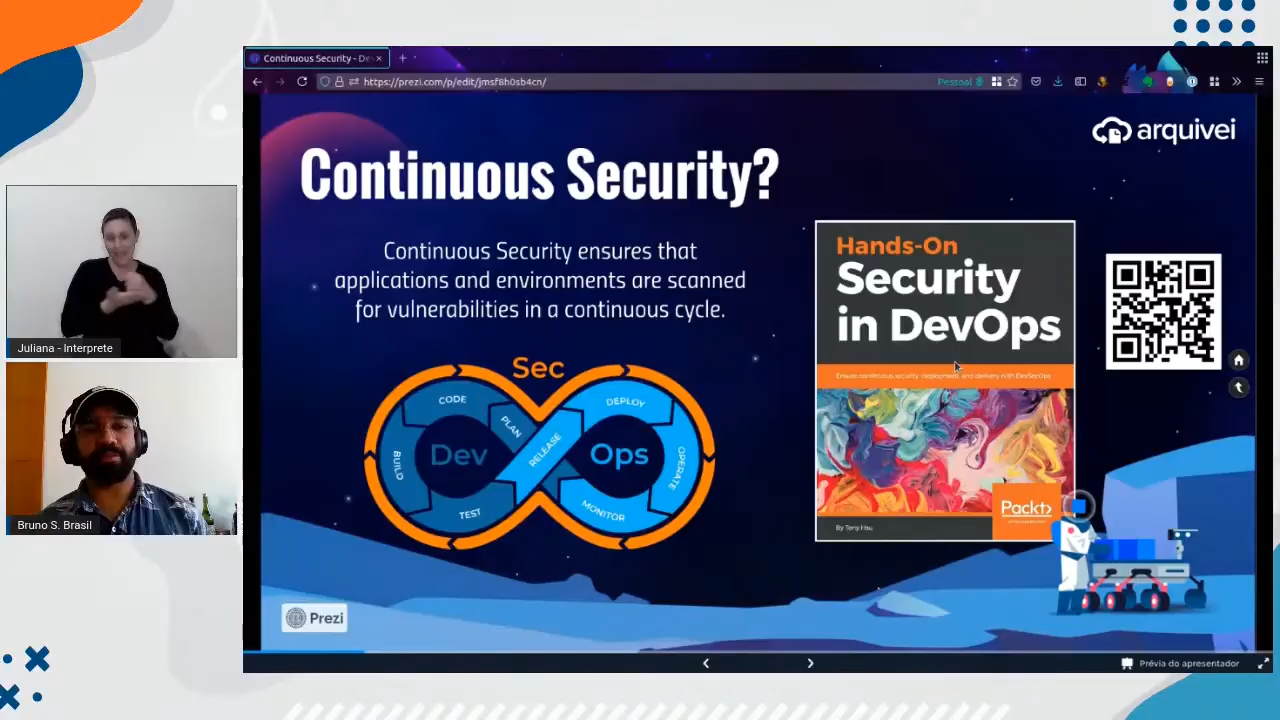 Continuous Security - De
https://prezi.com/p/edit/jmsf8h0sb4cn/
Pessoal
arquivei
Continuous Security?
Continuous Security ensures that
applications and environments are scanned
for vulnerabilities in a continuous cycle.
Sec
CODE
PLAN
BUILD
Dev
TEST
RELEASE
DEPLOY
Ops
OPERATE
MONITOR
Hands-On
Security
in DevOps
Ensure continuous security, deployment, and delivery with DevSecOps
Packt>
By Tony Hsu
Prezi
Prévia do apresentador
Juliana - Interprete
Bruno S. Brasil